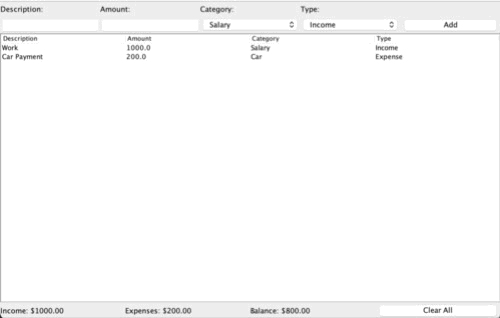 Description: Amount: Category: Type:
Salary Income Add
Description Amount Category Type
Work 1000.0 Salary Income
Car Payment 200.0 Car Expense
Income: $1000.00 Expenses: $200.00 Balance: $800.00 Clear All